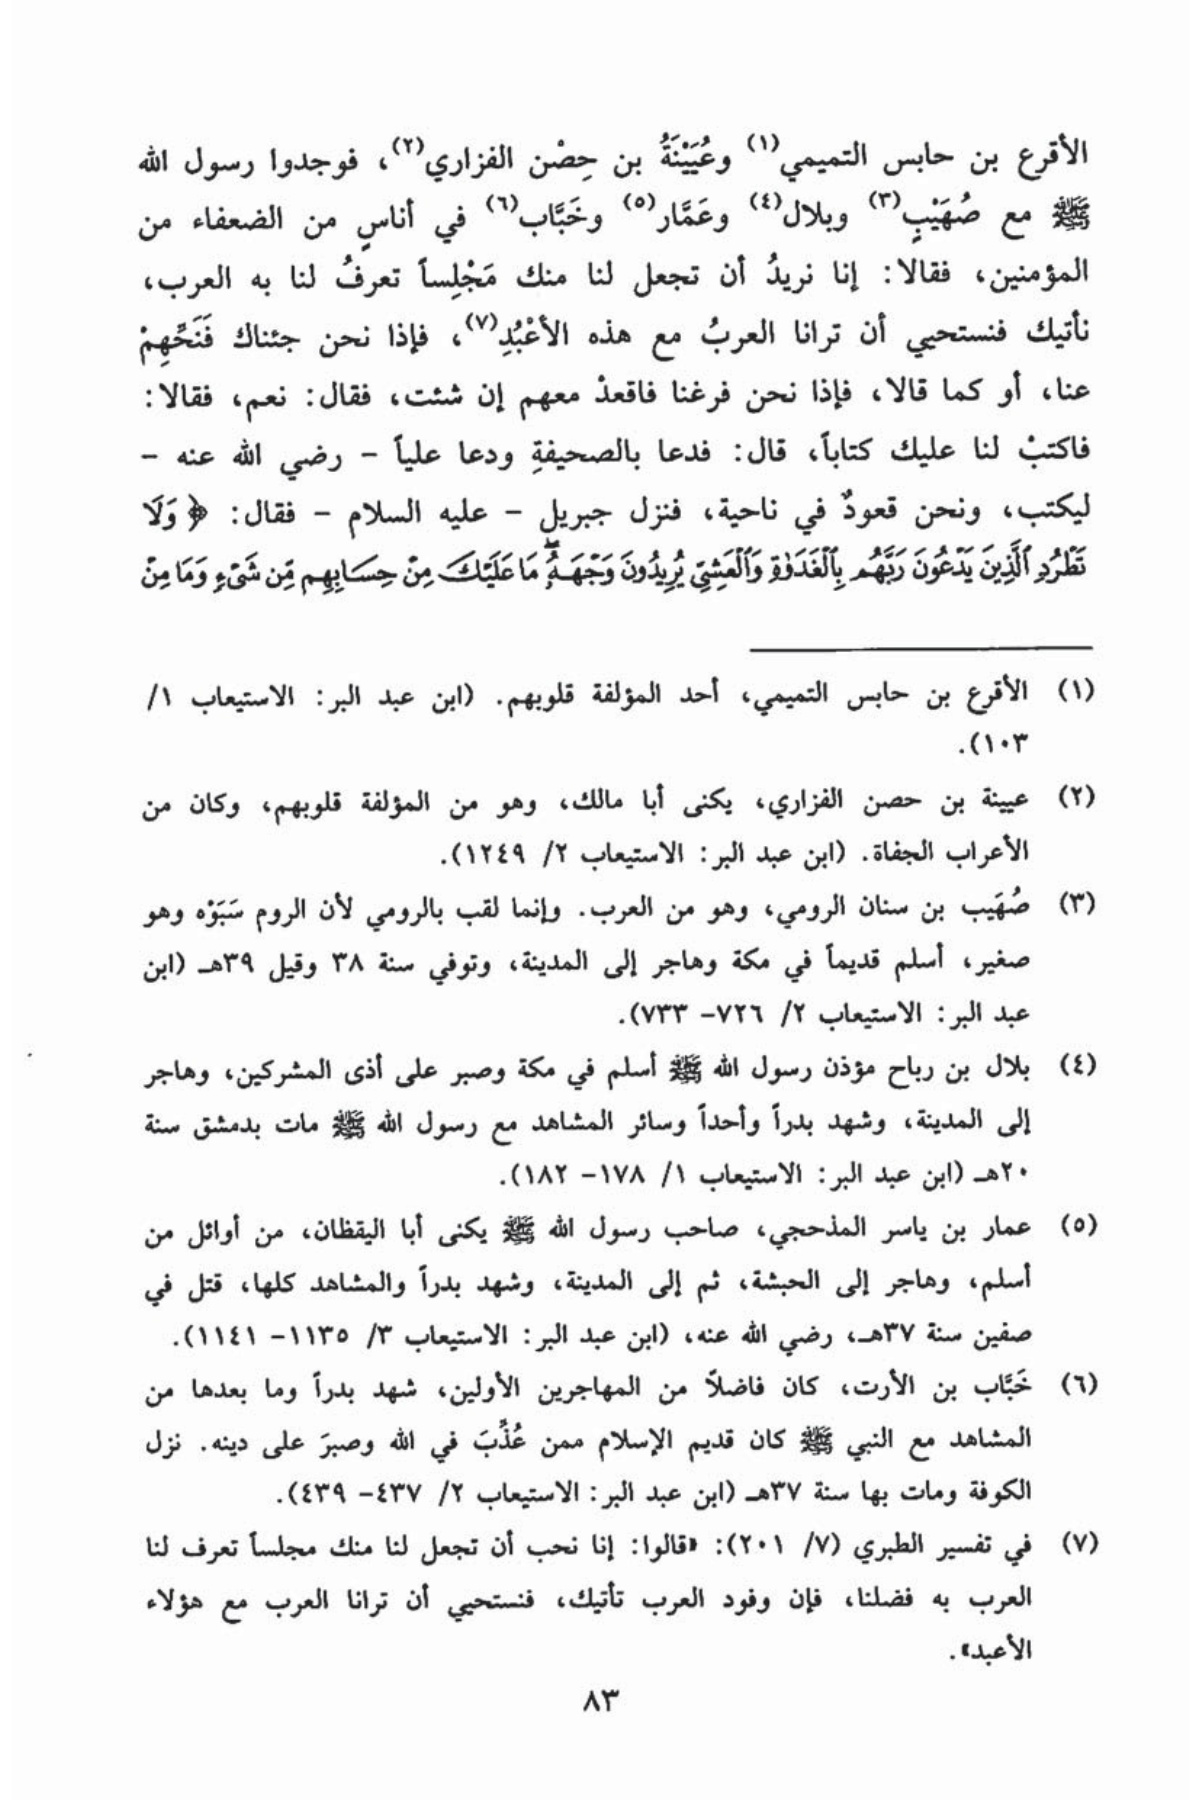 الأقرع بن حابس التميمي(١) وعُيَيْنَةُ بن حِصْن الفزاري(٢)، فوجدوا رسول الله
ﷺ مع صُهَيْبٍ(٣) وبلال(٤) وعَمَّار(٥) وخَبَّاب(٦) في أناسٍ من الضعفاء من
المؤمنين، فقالا: إنا نريدُ أن تجعل لنا منك مَجْلِساً تعرفُ لنا به العرب،
نأتيك فنستحيي أن ترانا العربُ مع هذه الأعْبُدِ(٧)، فإذا نحن جئناك فَنَحِّهِمْ
عنا، أو كما قالا، فإذا نحن فرغنا فاقعدْ معهم إن شئت، فقال: نعم، فقالا:
فاكتبْ لنا عليك كتاباً، قال: فدعا بالصحيفةِ ودعا علياً – رضي الله عنه –
ليكتب، ونحن قعودٌ في ناحية، فنزل جبريل – عليه السلام – فقال: ﴿ وَلَا
تَطْرُدِ ٱلَّذِينَ يَدْعُونَ رَبَّهُم بِٱلْغَدَوٰةِ وَٱلْعَشِيِّ يُرِيدُونَ وَجْهَهُۥۖ مَا عَلَيْكَ مِنْ حِسَابِهِم مِّن شَىْءٍ وَمَا مِنْ
(١) الأقرع بن حابس التميمي، أحد المؤلفة قلوبهم. (ابن عبد البر: الاستيعاب ١/
١٠٣).
(٢) عيينة بن حصن الفزاري، يكنى أبا مالك، وهو من المؤلفة قلوبهم، وكان من
الأعراب الجفاة. (ابن عبد البر: الاستيعاب ٢/ ١٢٤٩).
(٣) صُهَيب بن سنان الرومي، وهو من العرب. وإنما لقب بالرومي لأن الروم سَبَوْه وهو
صغير، أسلم قديماً في مكة وهاجر إلى المدينة، وتوفي سنة ٣٨ وقيل ٣٩هـ (ابن
عبد البر: الاستيعاب ٢/ ٧٢٦– ٧٣٣).
(٤) بلال بن رباح مؤذن رسول الله ﷺ أسلم في مكة وصبر على أذى المشركين، وهاجر
إلى المدينة، وشهد بدراً وأحداً وسائر المشاهد مع رسول الله ﷺ مات بدمشق سنة
٢٠هـ (ابن عبد البر: الاستيعاب ١/ ١٧٨– ١٨٢).
(٥) عمار بن ياسر المذحجي، صاحب رسول الله ﷺ يكنى أبا اليقظان، من أوائل من
أسلم، وهاجر إلى الحبشة، ثم إلى المدينة، وشهد بدراً والمشاهد كلها، قتل في
صفين سنة ٣٧هـ، رضي الله عنه، (ابن عبد البر: الاستيعاب ٣/ ١١٣٥– ١١٤١).
(٦) خَبَّاب بن الأرت، كان فاضلاً من المهاجرين الأولين، شهد بدراً وما بعدها من
المشاهد مع النبي ﷺ كان قديم الإسلام ممن عُذِّبَ في الله وصبرَ على دينه. نزل
الكوفة ومات بها سنة ٣٧هـ (ابن عبد البر: الاستيعاب ٢/ ٤٣٧– ٤٣٩).
(٧) في تفسير الطبري (٧/ ٢٠١): «قالوا: إنا نحب أن تجعل لنا منك مجلساً تعرف لنا
العرب به فضلنا، فإن وفود العرب تأتيك، فنستحيي أن ترانا العرب مع هؤلاء
الأعبد».
٨٣